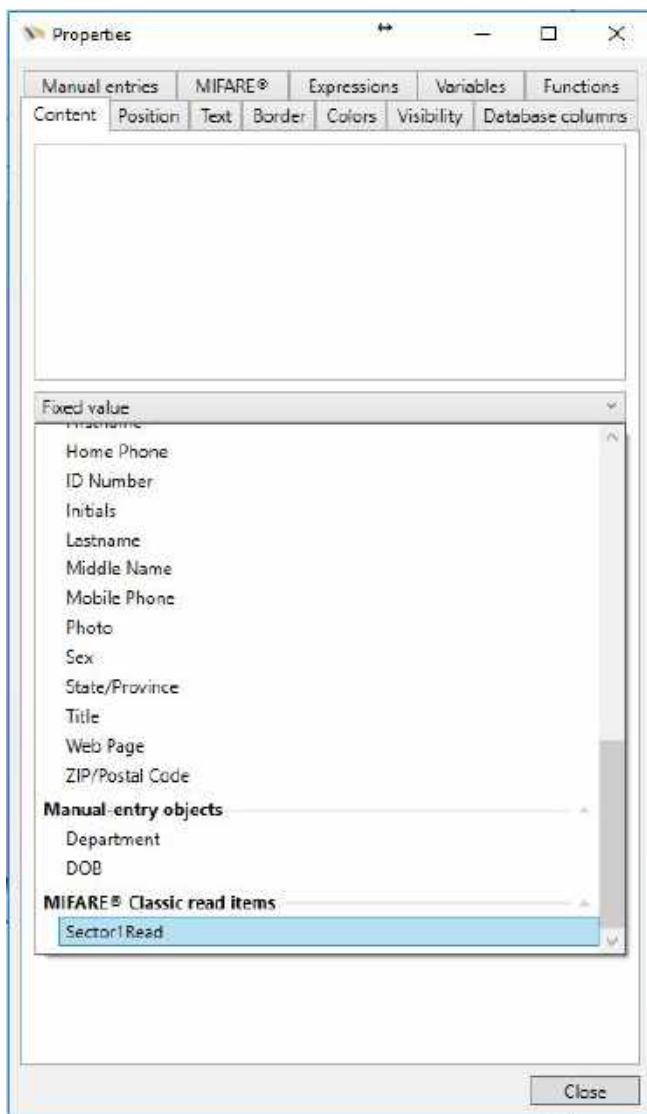 Properties
Manual entries MIFARE® Expressions Variables Functions
Content Position Text Border Colors Visibility Database columns
Fixed value
Firstname
Home Phone
ID Number
Initials
Lastname
Middle Name
Mobile Phone
Photo
Sex
State/Province
Title
Web Page
ZIP/Postal Code
Manual-entry objects
Department
DOB
MIFARE® Classic read items
Sector1Read
Close